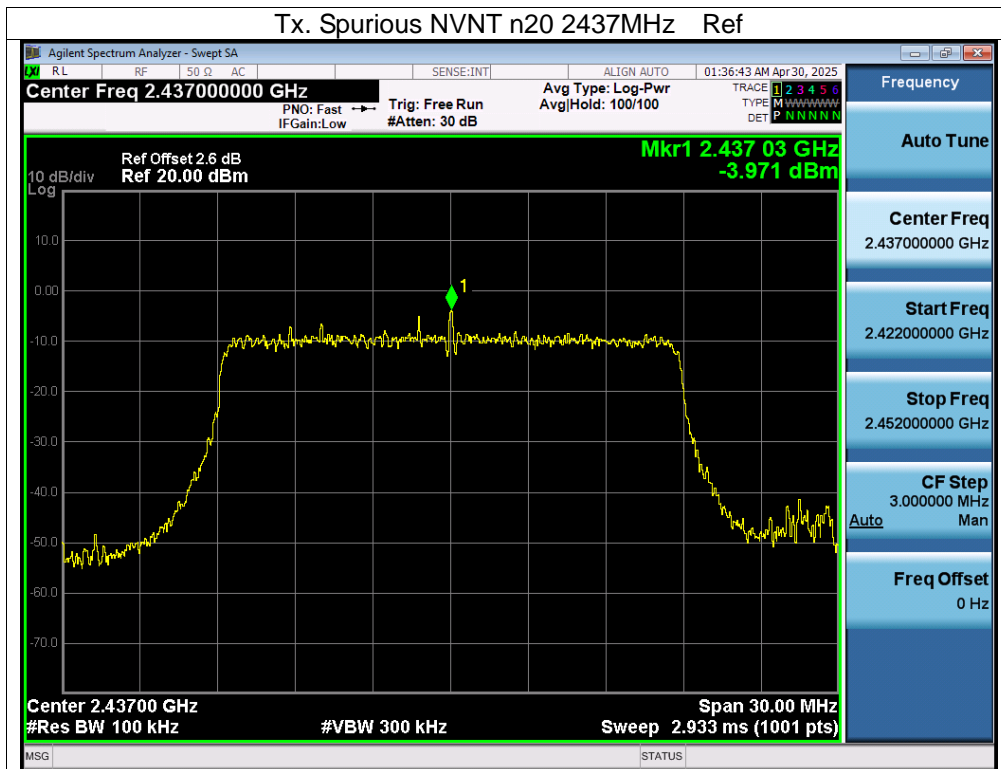 Tx. Spurious NVNT n20 2437MHz Ref
Agilent Spectrum Analyzer - Swept SA
LXI RL RF 50 Ω AC SENSE:INT ALIGN AUTO 01:36:43 AM Apr 30, 2025
Center Freq 2.437000000 GHz
PNO: Fast
IFGain:Low
Trig: Free Run
#Atten: 30 dB
Avg Type: Log-Pwr
Avg|Hold: 100/100
TRACE 1 2 3 4 5 6
TYPE M WWWWW
DET P N N N N N
Frequency
Auto Tune
Center Freq
2.437000000 GHz
Start Freq
2.422000000 GHz
Stop Freq
2.452000000 GHz
CF Step
3.000000 MHz
Auto Man
Freq Offset
0 Hz
Mkr1 2.437 03 GHz
-3.971 dBm
Ref Offset 2.6 dB
10 dB/div Ref 20.00 dBm
Log
10.0
0.00
-10.0
-20.0
-30.0
-40.0
-50.0
-60.0
-70.0
1
Center 2.43700 GHz Span 30.00 MHz
#Res BW 100 kHz #VBW 300 kHz Sweep 2.933 ms (1001 pts)
MSG STATUS